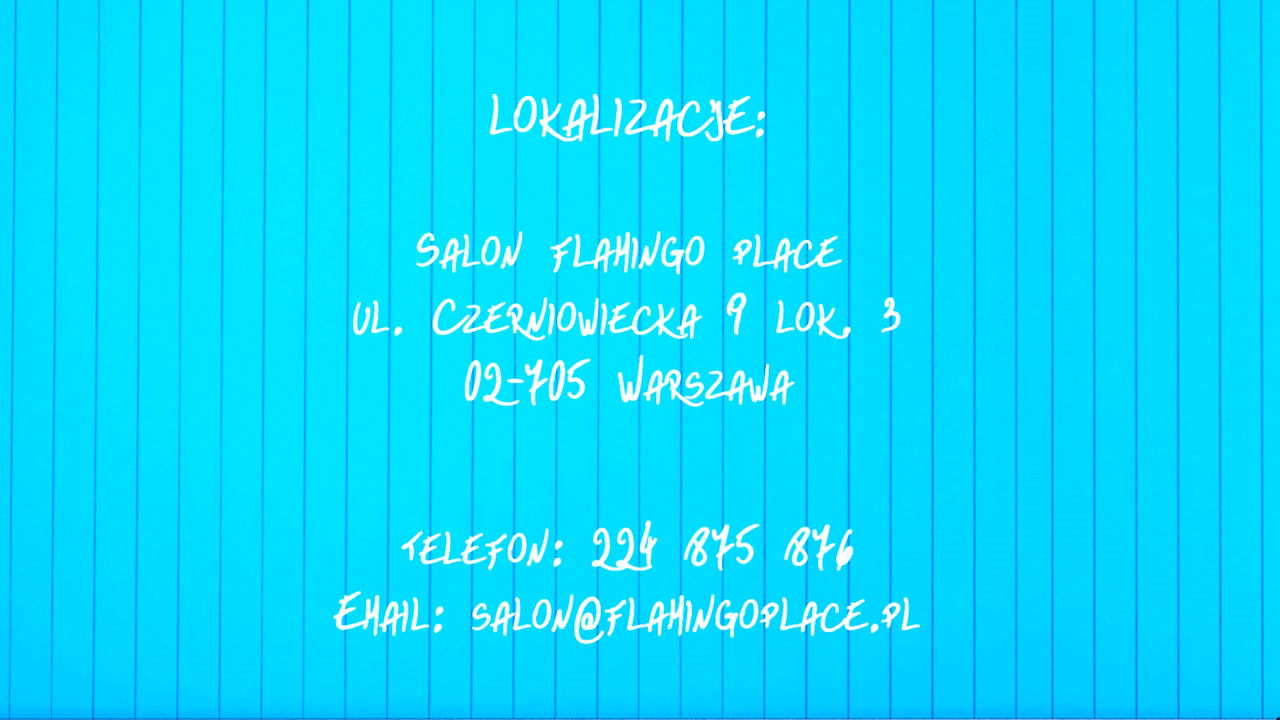 LOKALIZACJE:
SALON FLAMINGO PLACE
UL. CZERNIOWIECKA 9 LOK. 3
02-705 WARSZAWA
TELEFON: 224 875 876
EMAIL: SALON@FLAMINGOPLACE.PL